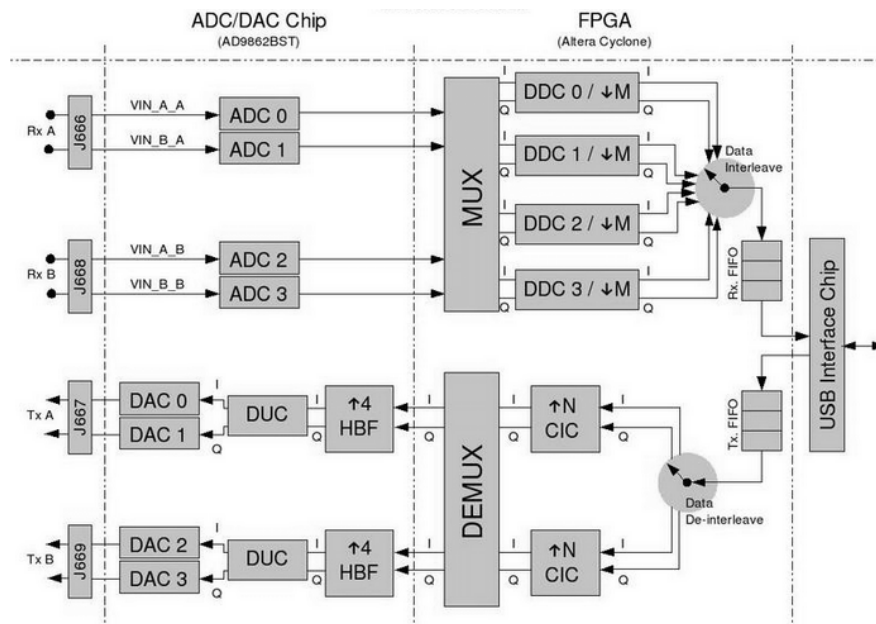 ADC/DAC Chip
(AD9862BST)
FPGA
(Altera Cyclone)
Rx A
J666
VIN_A_A
VIN_B_A
ADC 0
ADC 1
Rx B
J668
VIN_A_B
VIN_B_B
ADC 2
ADC 3
MUX
I
Q
DDC 0 / ↓M
I
Q
I
Q
DDC 1 / ↓M
I
Q
I
Q
DDC 2 / ↓M
I
Q
I
Q
DDC 3 / ↓M
I
Q
Data
Interleave
Rx. FIFO
USB Interface Chip
Tx. FIFO
Data
De-interleave
Tx A
J667
DAC 0
DAC 1
I
Q
DUC
I
Q
↑4
HBF
I
Q
DEMUX
I
Q
↑N
CIC
I
Q
Tx B
J669
DAC 2
DAC 3
I
Q
DUC
I
Q
↑4
HBF
I
Q
I
Q
↑N
CIC
I
Q